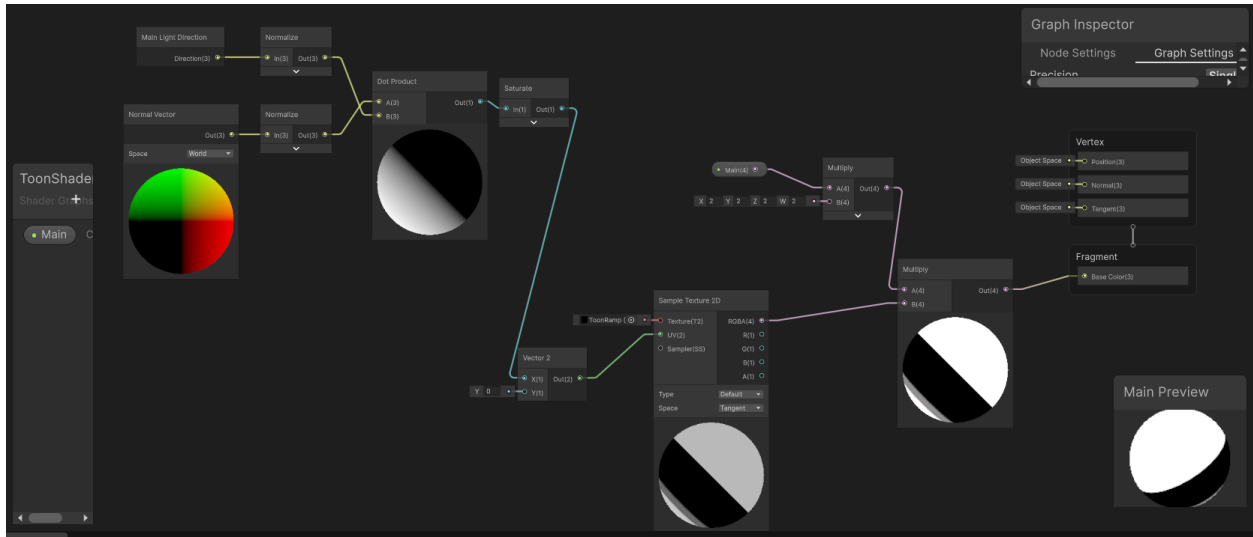 Main Light Direction
Direction(3)
Normalize
In(3) Out(3)
Normal Vector
Out(3)
Space World
Normalize
In(3) Out(3)
Dot Product
A(3) Out(1)
B(3)
Saturate
In(1) Out(1)
ToonShade
Shader Graphs
Main C
Vector 2
X(1) Out(2)
Y 0 Y(1)
Sample Texture 2D
ToonRamp ( Texture(T2) RGBA(4)
UV(2) R(1)
Sampler(SS) G(1)
B(1)
A(1)
Type Default
Space Tangent
Main(4)
Multiply
A(4) Out(4)
X 2 Y 2 Z 2 W 2 B(4)
Multiply
A(4) Out(4)
B(4)
Graph Inspector
Node Settings Graph Settings
Precision Singl
Vertex
Object Space Position(3)
Object Space Normal(3)
Object Space Tangent(3)
Fragment
Base Color(3)
Main Preview